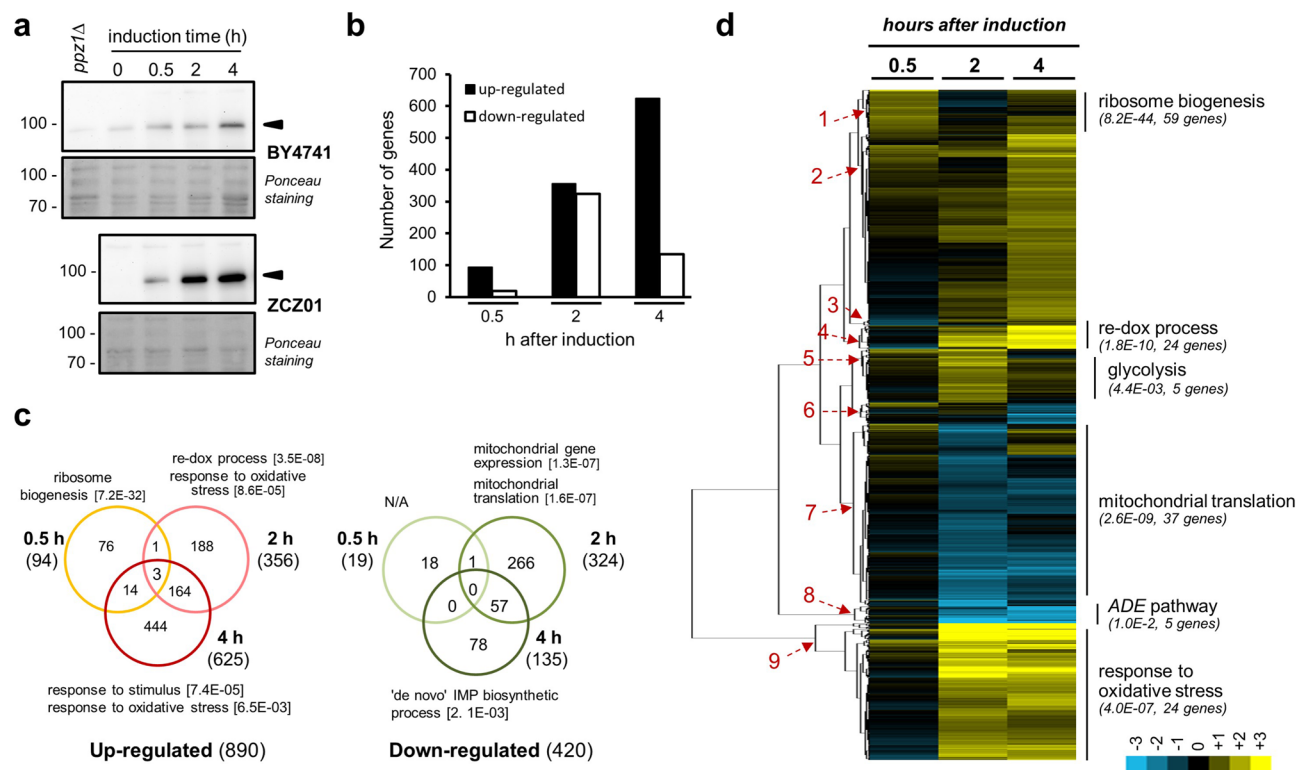 a
ppz1Δ
induction time (h)
0 0.5 2 4
100 -
BY4741
100 -
70 -
Ponceau
staining
100 -
ZCZ01
100 -
70 -
Ponceau
staining
b
up-regulated
down-regulated
Number of genes
700
600
500
400
300
200
100
0
0.5 2 4
h after induction
c
ribosome
biogenesis [7.2E-32]
re-dox process [3.5E-08]
response to oxidative
stress [8.6E-05]
0.5 h
(94)
2 h
(356)
76 1 188
3
14 164
444
4 h
(625)
response to stimulus [7.4E-05]
response to oxidative stress [6.5E-03]
Up-regulated (890)
N/A
mitochondrial gene
expression [1.3E-07]
mitochondrial
translation [1.6E-07]
0.5 h
(19)
2 h
(324)
18 1 266
0
0 57
78
4 h
(135)
'de novo' IMP biosynthetic
process [2. 1E-03]
Down-regulated (420)
d
hours after induction
0.5 2 4
1
2
3
4
5
6
7
8
9
ribosome biogenesis
(8.2E-44, 59 genes)
re-dox process
(1.8E-10, 24 genes)
glycolysis
(4.4E-03, 5 genes)
mitochondrial translation
(2.6E-09, 37 genes)
ADE pathway
(1.0E-2, 5 genes)
response to
oxidative stress
(4.0E-07, 24 genes)
-3 -2 -1 0 +1 +2 +3